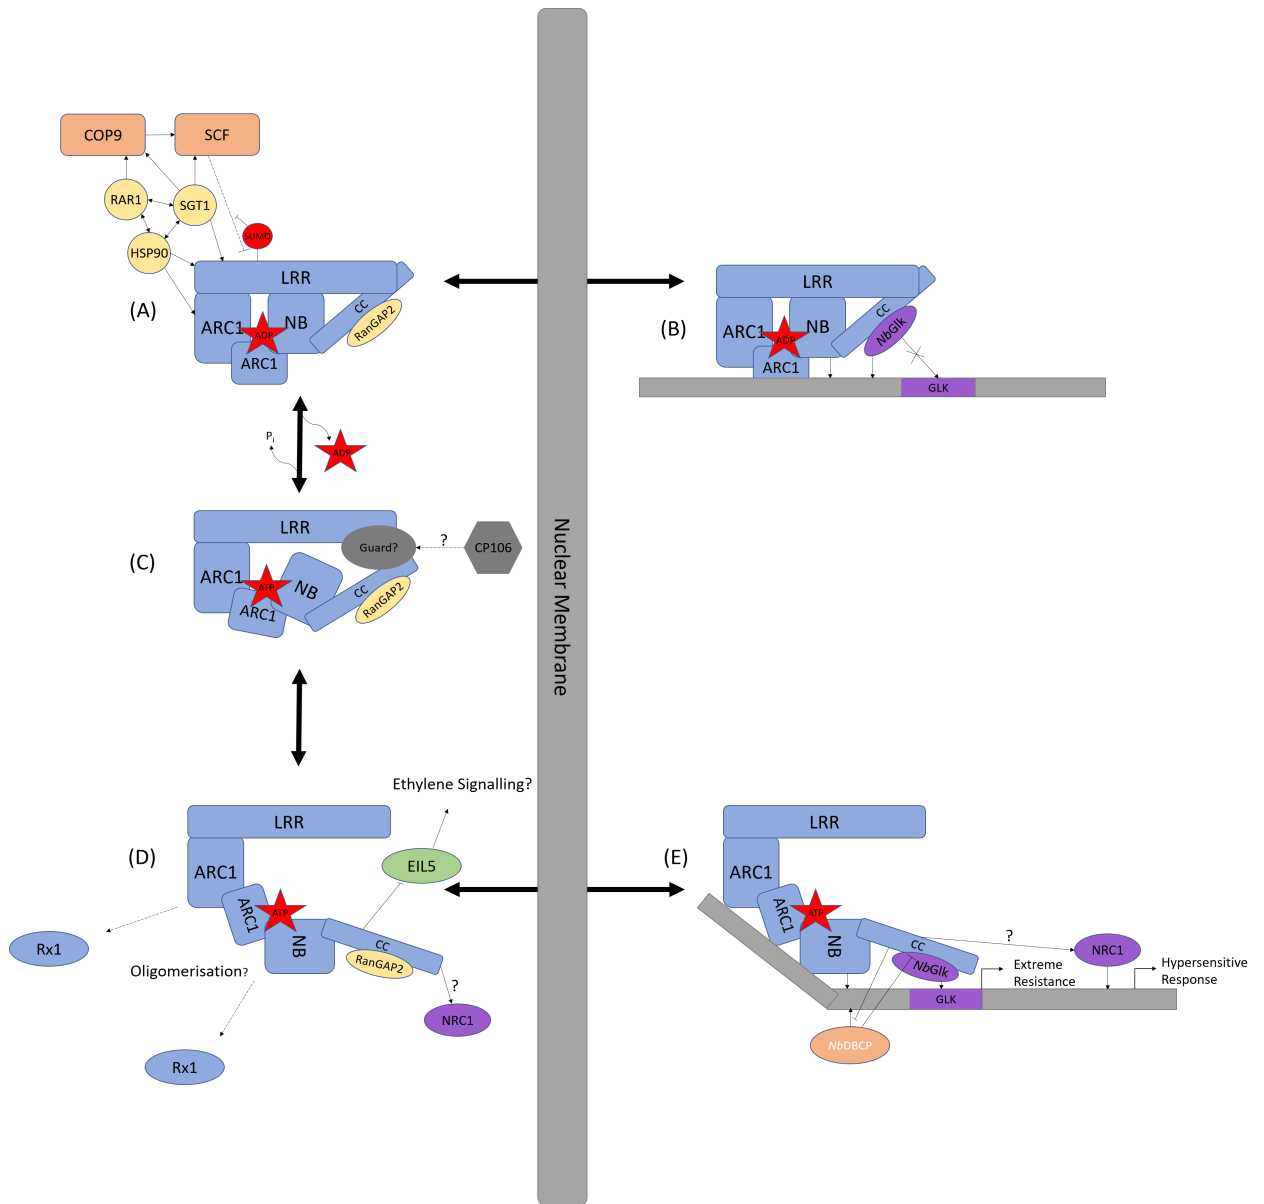 COP9
SCF
RAR1
SGT1
HSP90
SUMO
LRR
(A)
ARC1
NB
ADP
CC
RanGAP2
ARC1
LRR
(B)
ARC1
NB
ADP
CC
NbGlk
ARC1
GLK
Pi
ADP
LRR
Guard?
?
CP106
(C)
ARC1
ATP
NB
CC
RanGAP2
ARC1
Nuclear Membrane
Ethylene Signalling?
LRR
(D)
EIL5
ARC1
ATP
ARC1
NB
CC
RanGAP2
Rx1
Oligomerisation?
?
NRC1
Rx1
LRR
(E)
ARC1
ATP
ARC1
NB
CC
NbGlk
?
NRC1
Extreme
Resistance
Hypersensitive
Response
GLK
NbDBCP